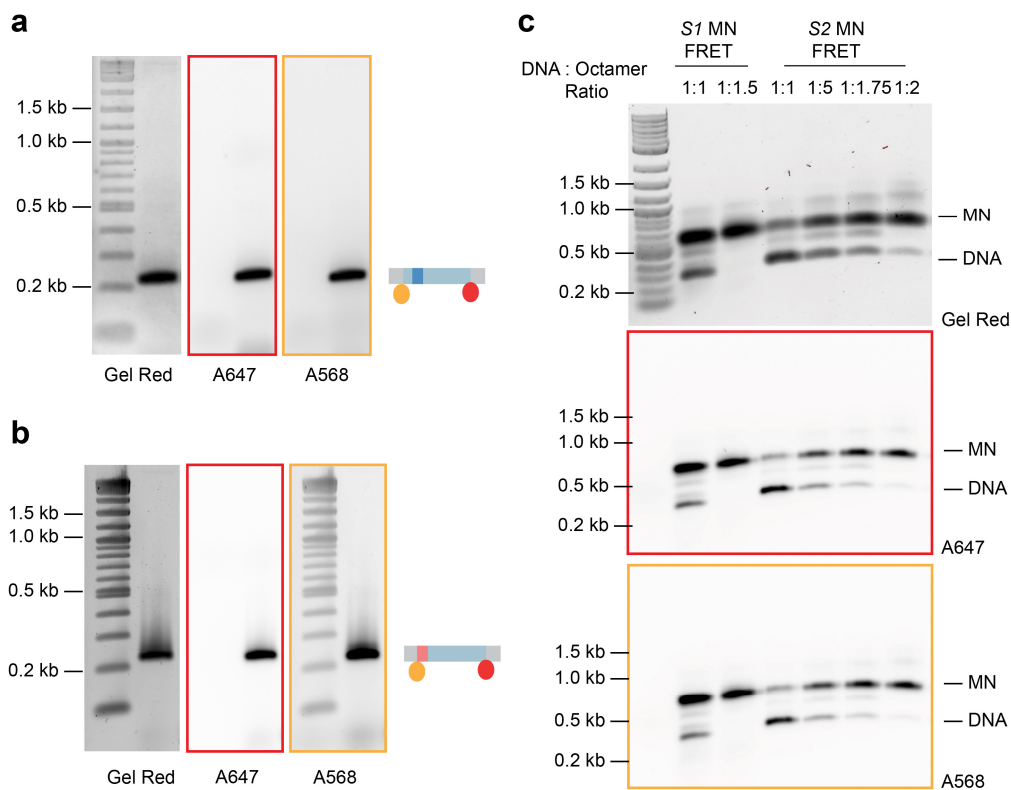 a
1.5 kb
1.0 kb
0.5 kb
0.2 kb
Gel Red
A647
A568
b
1.5 kb
1.0 kb
0.5 kb
0.2 kb
Gel Red
A647
A568
c
S1 MN
FRET
S2 MN
FRET
DNA : Octamer
Ratio
1:1 1:1.5 1:1 1:5 1:1.75 1:2
1.5 kb
1.0 kb
0.5 kb
0.2 kb
MN
DNA
Gel Red
1.5 kb
1.0 kb
0.5 kb
0.2 kb
MN
DNA
A647
1.5 kb
1.0 kb
0.5 kb
0.2 kb
MN
DNA
A568